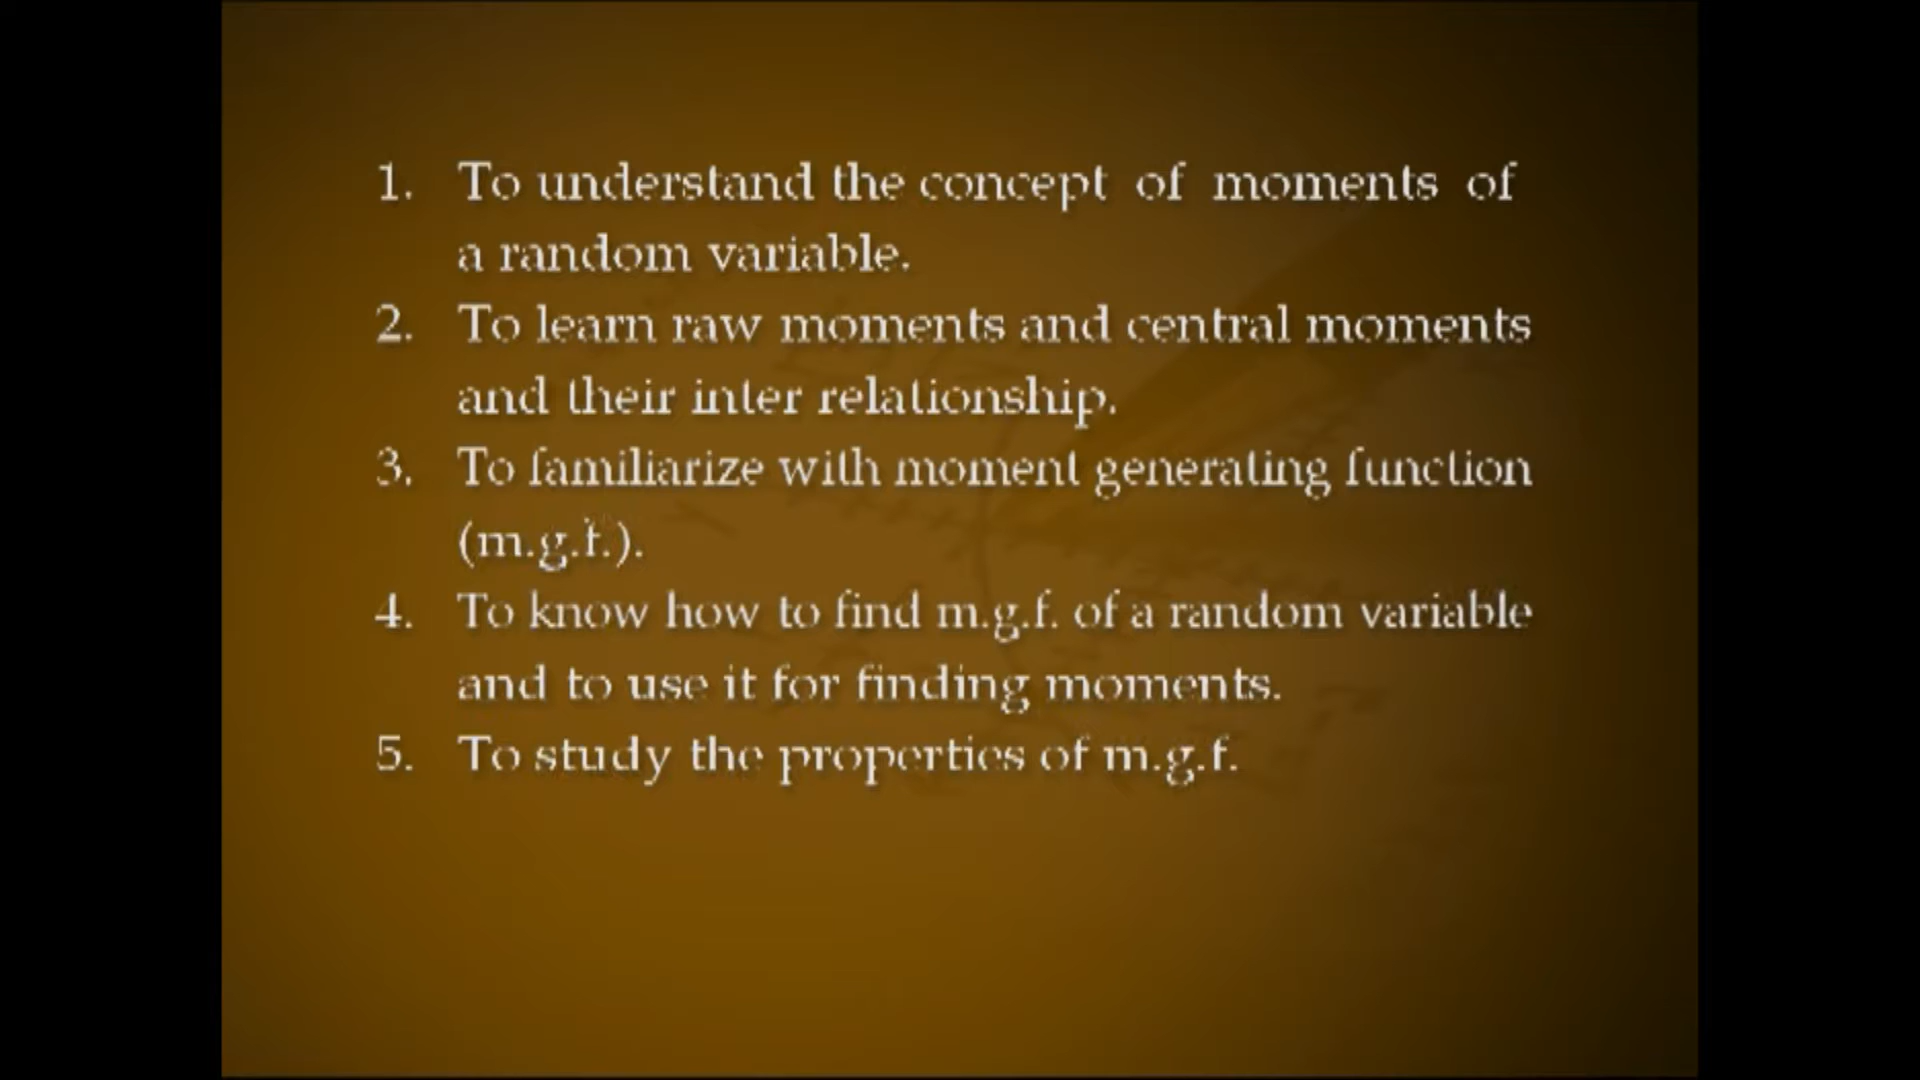 1. To understand the concept of moments of
a random variable.
2. To learn raw moments and central moments
and their inter relationship.
3. To familiarize with moment generating function
(m.g.f.).
4. To know how to find m.g.f. of a random variable
and to use it for finding moments.
5. To study the properties of m.g.f.